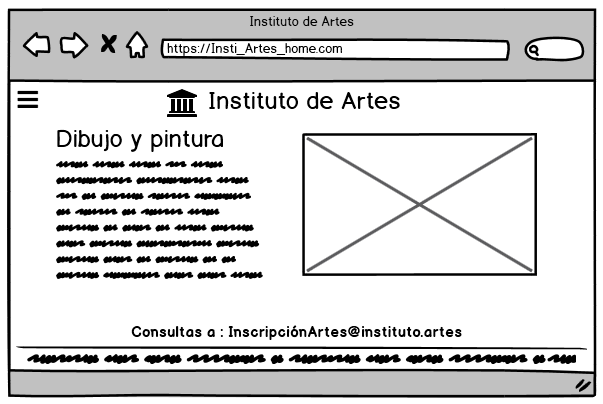 Instituto de Artes
https://Insti_Artes_home.com
Instituto de Artes
Dibujo y pintura
Consultas a : InscripciónArtes@instituto.artes